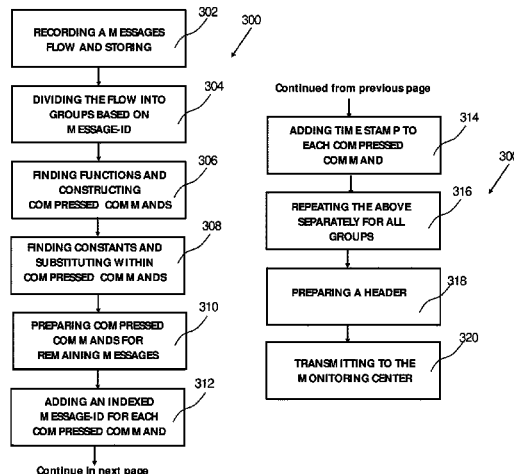 302
RECORDING A MESSAGES
FLOW AND STORING
300
304
DIVIDING THE FLOW INTO
GROUPS BASED ON
MESSAGE-ID
306
FINDING FUNCTIONS AND
CONSTRUCTING
COMPRESSED COMMANDS
308
FINDING CONSTANTS AND
SUBSTITUTING WITHIN
COMPRESSED COMMANDS
310
PREPARING COMPRESSED
COMMANDS FOR
REMAINING MESSAGES
312
ADDING AN INDEXED
MESSAGE-ID FOR EACH
COMPRESSED COMMAND
Continue in next page
Continued from previous page
314
ADDING TIME STAMP TO
EACH COMPRESSED
COMMAND
316
REPEATING THE ABOVE
SEPARATELY FOR ALL
GROUPS
318
PREPARING A HEADER
320
TRANSMITTING TO THE
MONITORING CENTER